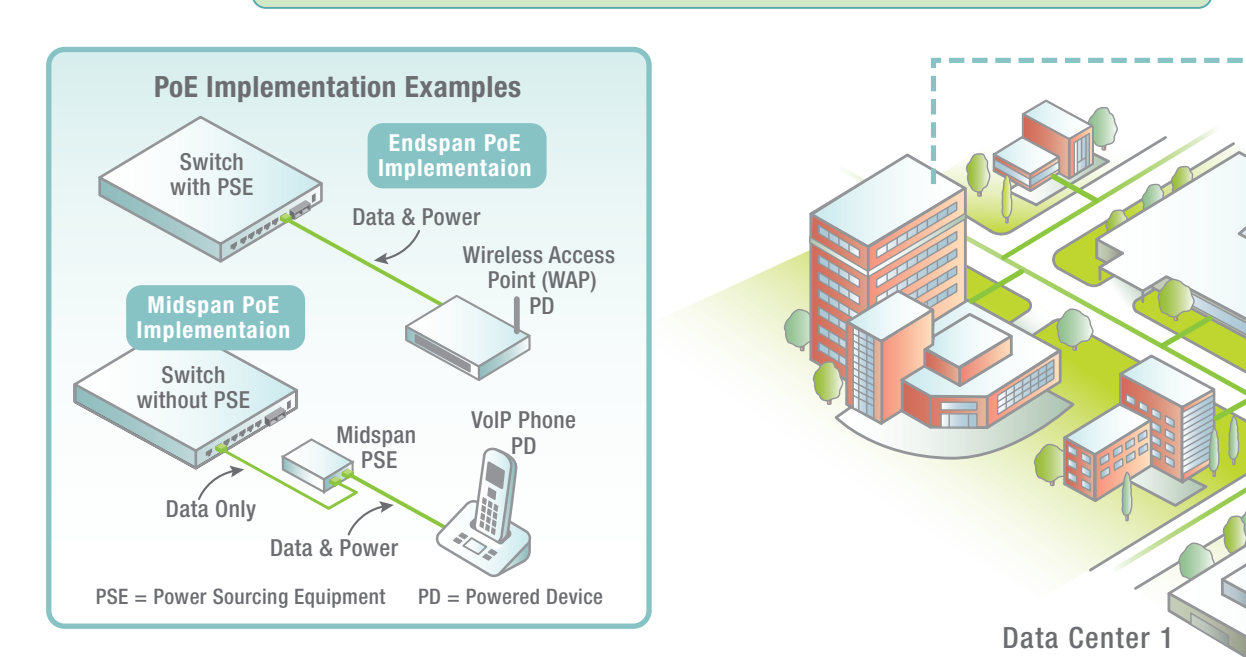 PoE Implementation Examples
Switch
with PSE
Endspan PoE
Implementaion
Data & Power
Wireless Access
Point (WAP)
PD
Midspan PoE
Implementaion
Switch
without PSE
Midspan
PSE
VoIP Phone
PD
Data Only
Data & Power
PSE = Power Sourcing Equipment PD = Powered Device
Data Center 1